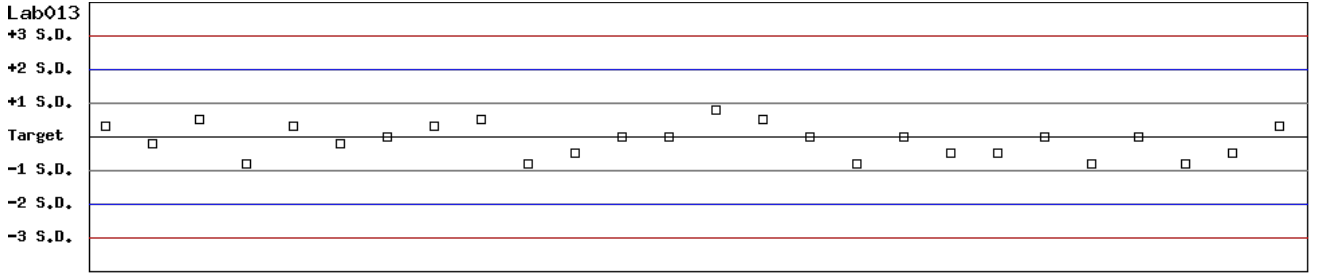 Lab013
+3 S.D.
+2 S.D.
+1 S.D.
Target
-1 S.D.
-2 S.D.
-3 S.D.